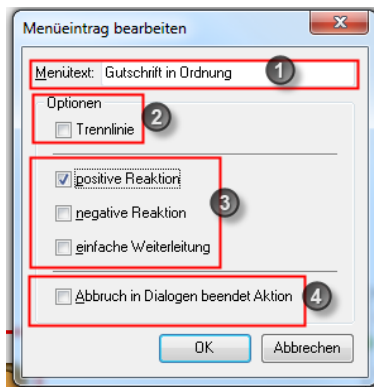 Menüeintrag bearbeiten
Menütext: Gutschrift in Ordnung 1
Optionen
Trennlinie 2
positive Reaktion
negative Reaktion 3
einfache Weiterleitung
Abbruch in Dialogen beendet Aktion 4
OK Abbrechen